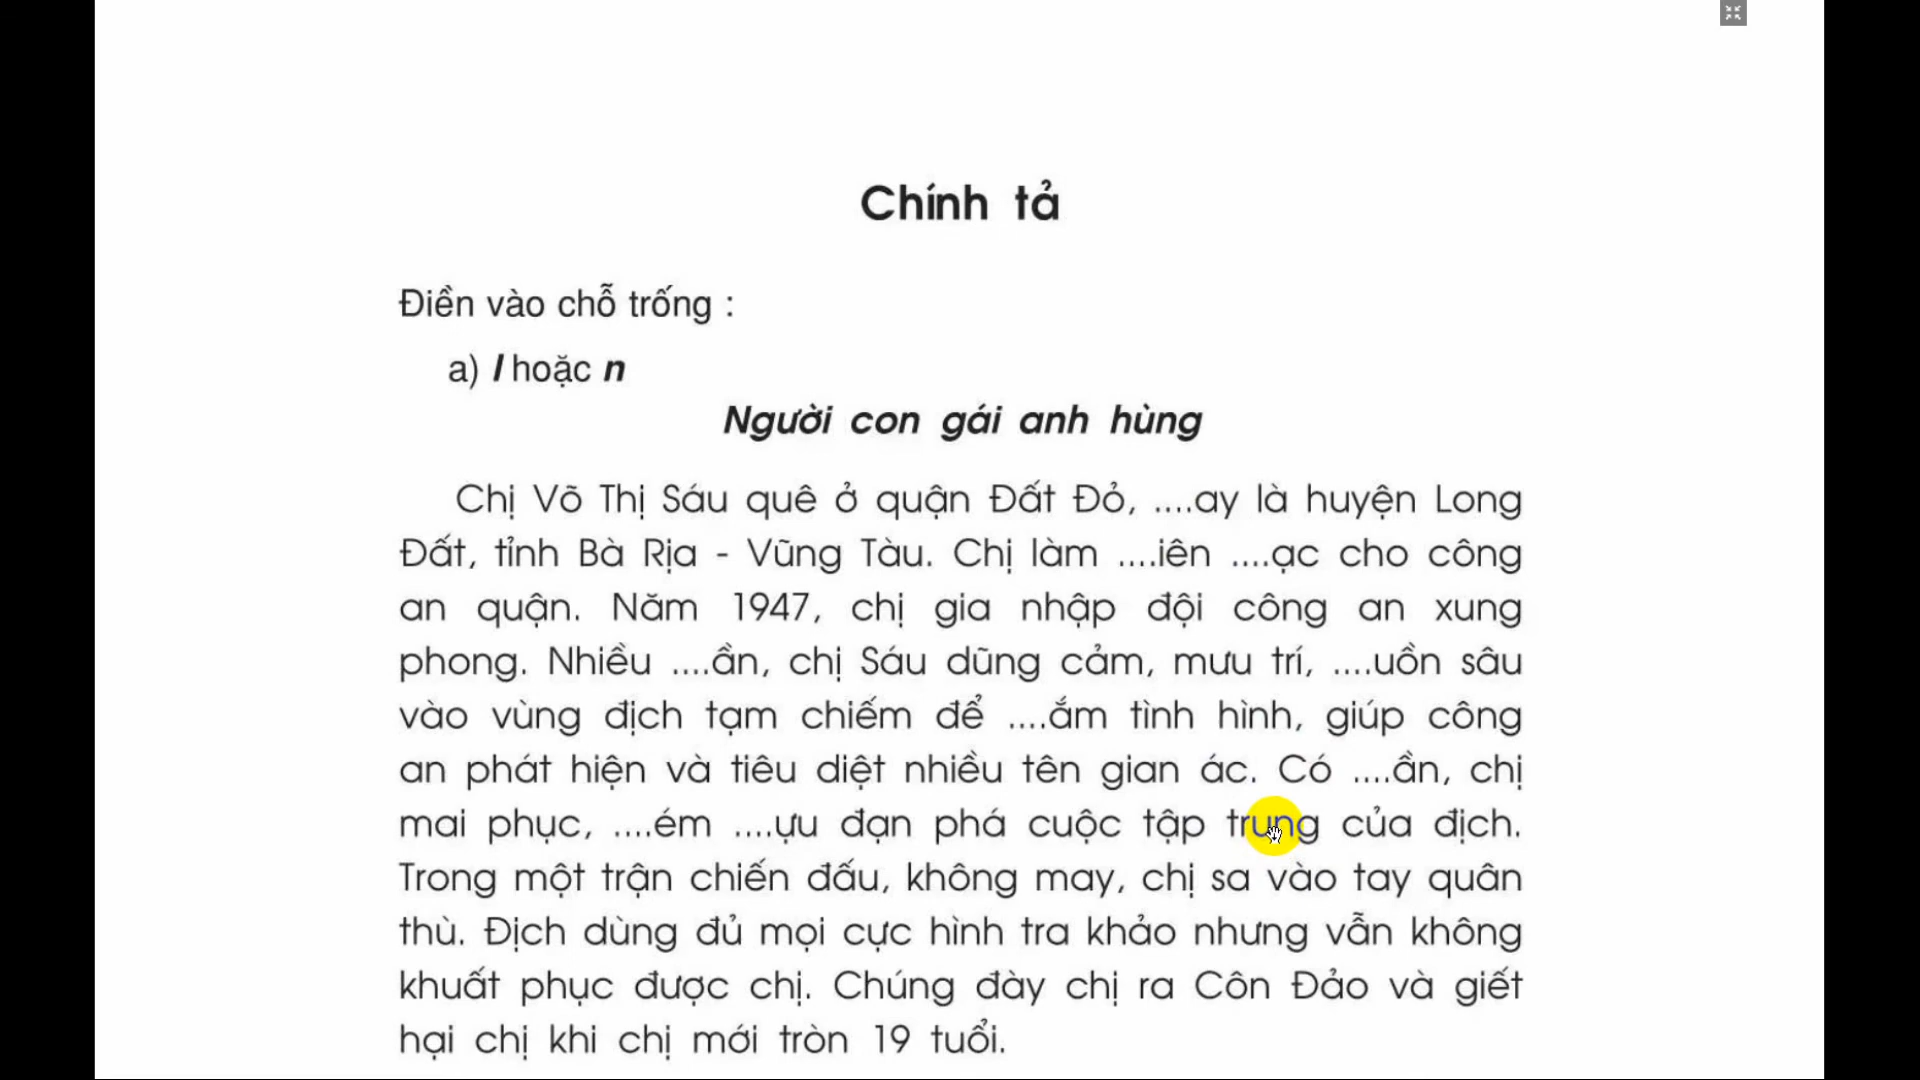 Chính tả
Điền vào chỗ trống :
a) l hoặc n
Người con gái anh hùng
Chị Võ Thị Sáu quê ở quận Đất Đỏ, ....ay là huyện Long
Đất, tỉnh Bà Rịa - Vũng Tàu. Chị làm ....iên ....ạc cho công
an quận. Năm 1947, chị gia nhập đội công an xung
phong. Nhiều ....ần, chị Sáu dũng cảm, mưu trí, ....uồn sâu
vào vùng địch tạm chiếm để ....ắm tình hình, giúp công
an phát hiện và tiêu diệt nhiều tên gian ác. Có ....ần, chị
mai phục, ....ém ....ựu đạn phá cuộc tập trung của địch.
Trong một trận chiến đấu, không may, chị sa vào tay quân
thù. Địch dùng đủ mọi cực hình tra khảo nhưng vẫn không
khuất phục được chị. Chúng đày chị ra Côn Đảo và giết
hại chị khi chị mới tròn 19 tuổi.